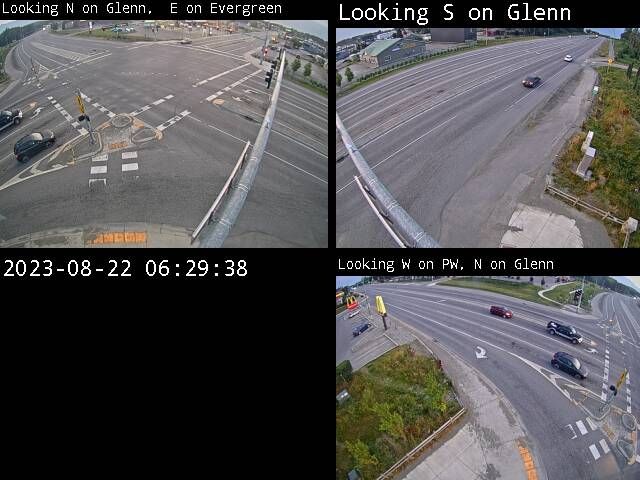 Looking N on Glenn,  E on Evergreen
Looking S on Glenn
2023-08-22 06:29:38
Looking W on PW, N on Glenn